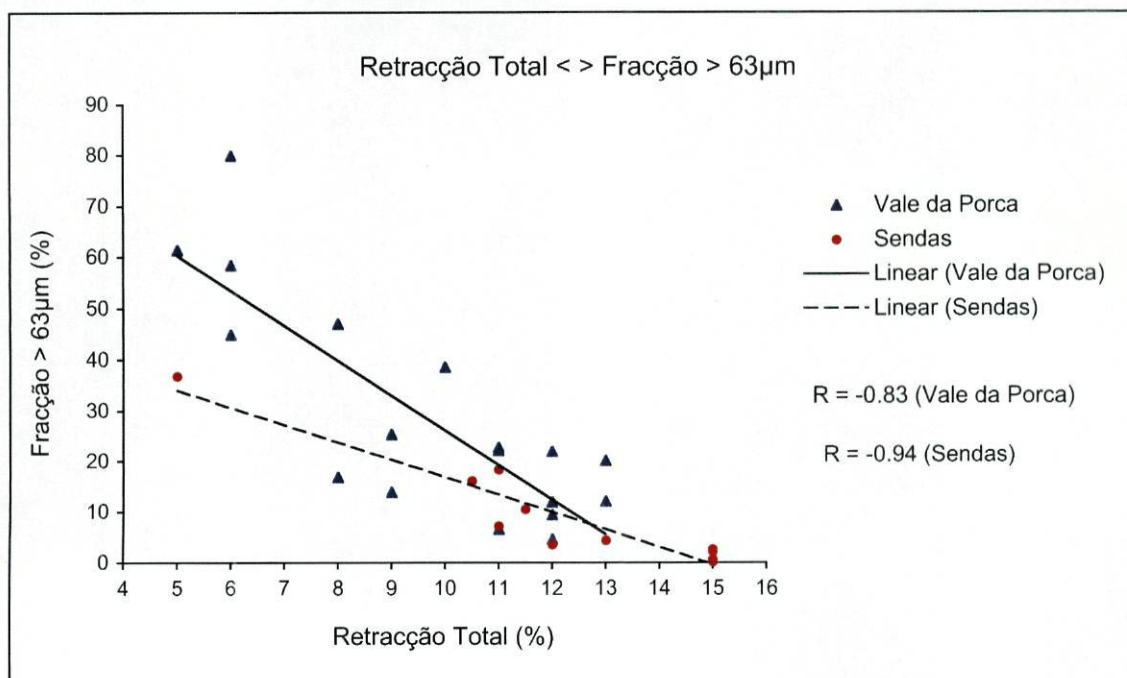 Retracção Total < > Fracção > 63µm
90
80
70
60
50
40
30
20
10
0
Fracção > 63µm (%)
4 5 6 7 8 9 10 11 12 13 14 15 16
Retracção Total (%)
Vale da Porca
Sendas
Linear (Vale da Porca)
Linear (Sendas)
R = -0.83 (Vale da Porca)
R = -0.94 (Sendas)